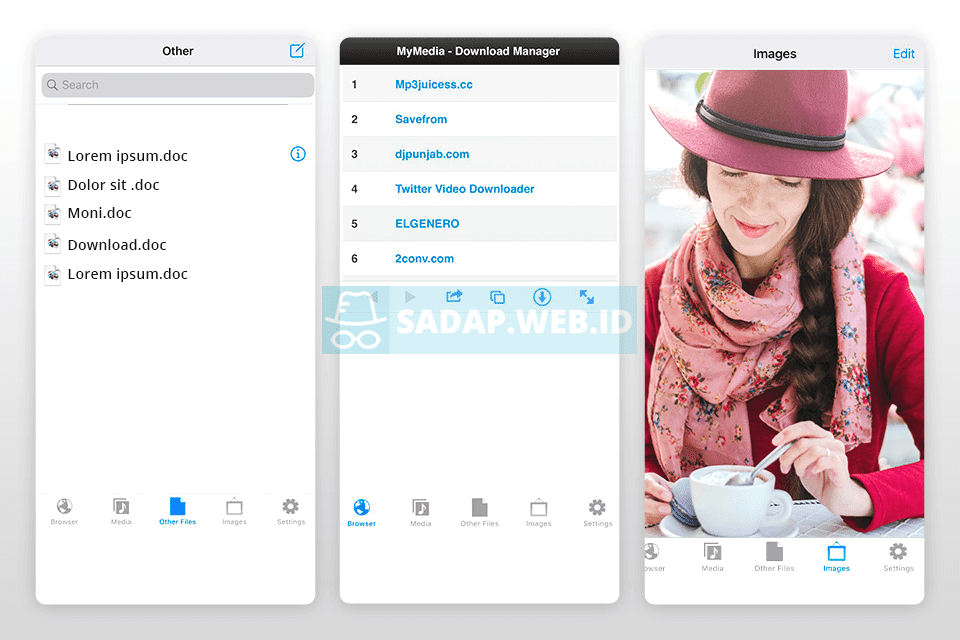 Other
Search
Lorem ipsum.doc
Dolor sit .doc
Moni.doc
Download.doc
Lorem ipsum.doc
Browser
Media
Other Files
Images
Settings
MyMedia - Download Manager
1 Mp3juicess.cc
2 Savefrom
3 djpunjab.com
4 Twitter Video Downloader
5 ELGENERO
6 2conv.com
SADAP.WEB.ID
Browser
Media
Other Files
Images
Settings
Images
Edit
owser
Media
Other Files
Images
Settings